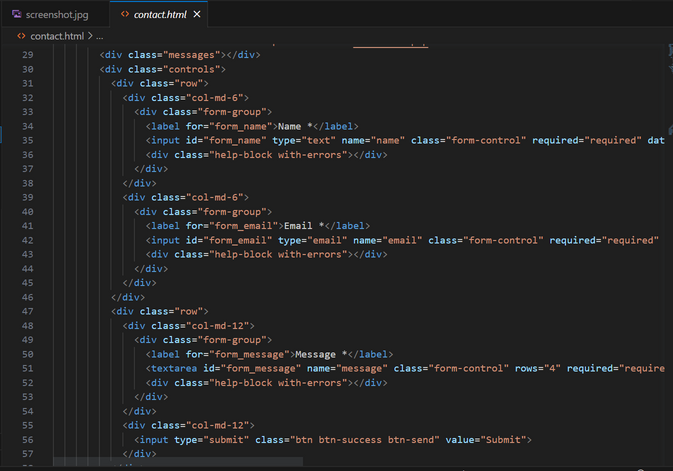 screenshot.jpg
contact.html
contact.html > ...
29 <div class="messages"></div>
30 <div class="controls">
31 <div class="row">
32 <div class="col-md-6">
33 <div class="form-group">
34 <label for="form_name">Name *</label>
35 <input id="form_name" type="text" name="name" class="form-control" required="required" dat
36 <div class="help-block with-errors"></div>
37 </div>
38 </div>
39 <div class="col-md-6">
40 <div class="form-group">
41 <label for="form_email">Email *</label>
42 <input id="form_email" type="email" name="email" class="form-control" required="required"
43 <div class="help-block with-errors"></div>
44 </div>
45 </div>
46 </div>
47 <div class="row">
48 <div class="col-md-12">
49 <div class="form-group">
50 <label for="form_message">Message *</label>
51 <textarea id="form_message" name="message" class="form-control" rows="4" required="require
52 <div class="help-block with-errors"></div>
53 </div>
54 </div>
55 <div class="col-md-12">
56 <input type="submit" class="btn btn-success btn-send" value="Submit">
57 </div>